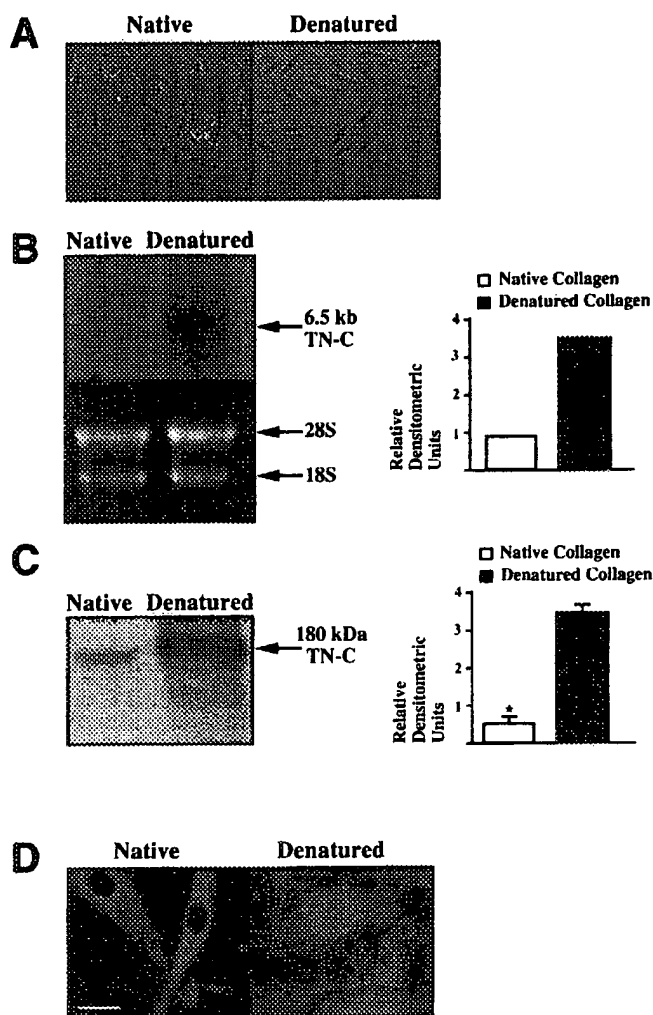 A
Native Denatured
B
Native Denatured
6.5 kb
TN-C
28S
18S
Native Collagen
Denatured Collagen
4
3
2
1
Relative
Densitometric
Units
C
Native Denatured
180 kDa
TN-C
Native Collagen
Denatured Collagen
4
3
2
1
*
Relative
Densitometric
Units
D
Native Denatured